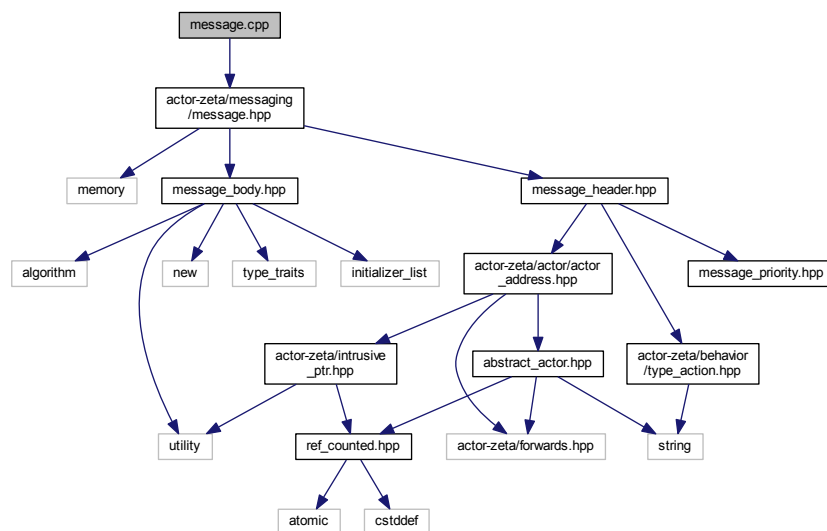 message.cpp
actor-zeta/messaging
/message.hpp
memory
message_body.hpp
message_header.hpp
algorithm
new
type_traits
initializer_list
actor-zeta/actor/actor
_address.hpp
message_priority.hpp
actor-zeta/intrusive
_ptr.hpp
abstract_actor.hpp
actor-zeta/behavior
/type_action.hpp
utility
ref_counted.hpp
actor-zeta/forwards.hpp
string
atomic
cstddef